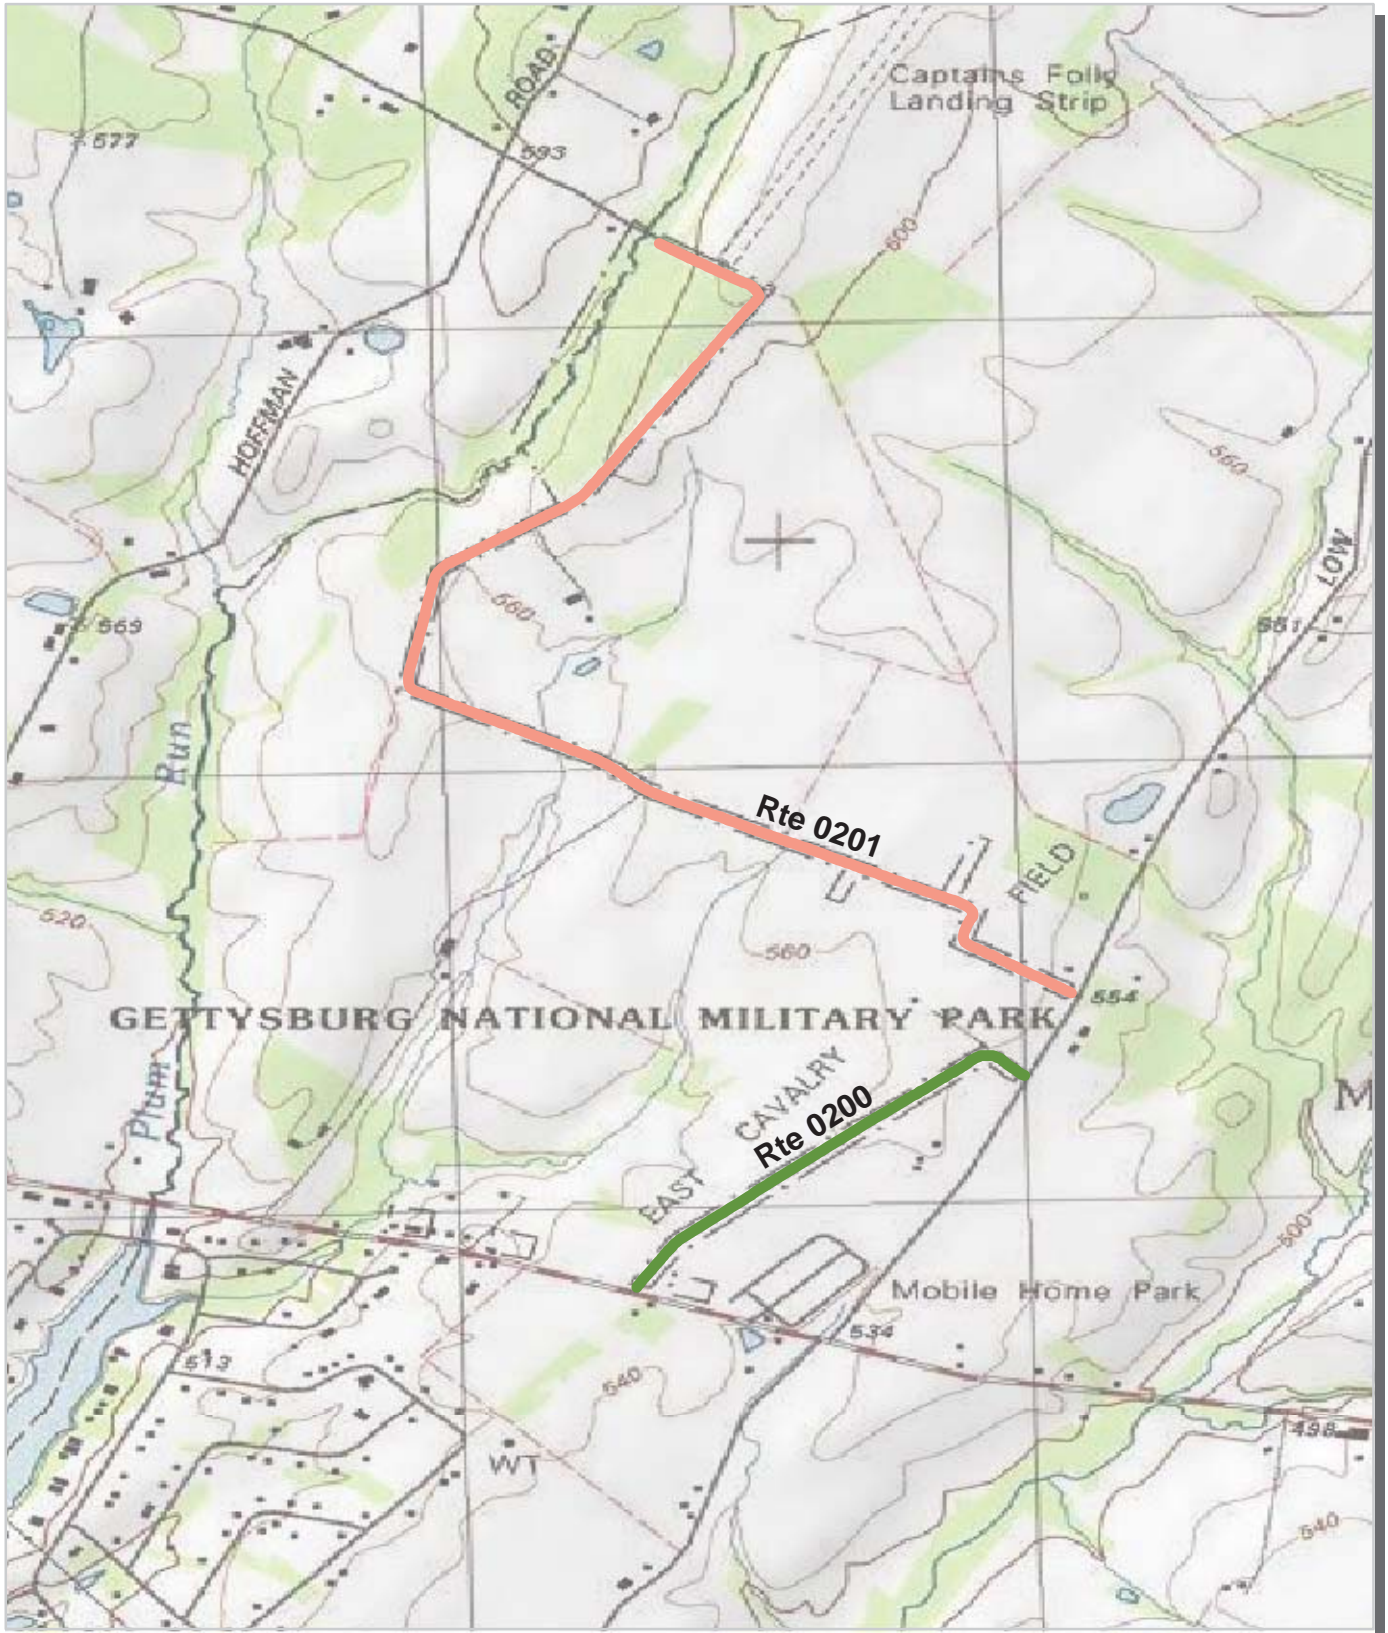 Captains Folly
Landing Strip
ROAD
577
593
600
HOFFMAN
560
LOW
560
569
551
Run
Rte 0201
FIELD
520
560
554
GETTYSBURG NATIONAL MILITARY PARK
CAVALRY
Plum
M
Rte 0200
EAST
500
Mobile Home Park
534
513
540
498
WT
540